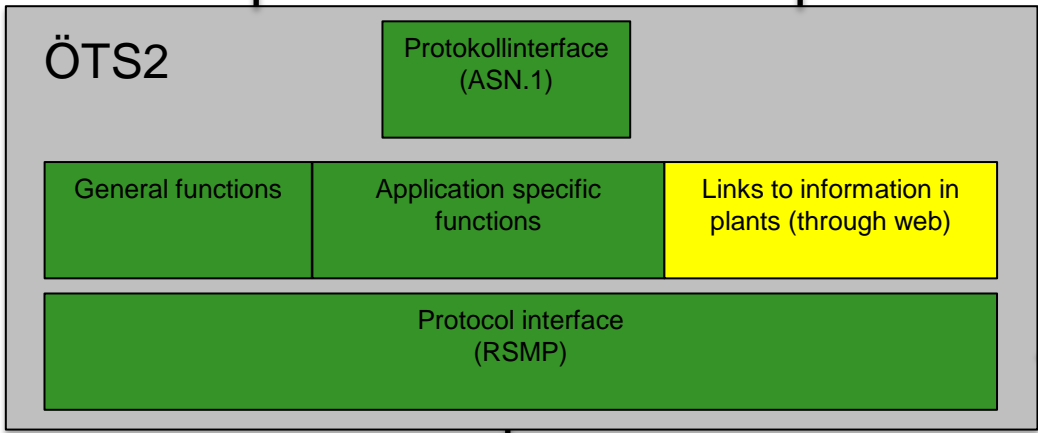 ÖTS2
Protokollinterface
(ASN.1)
General functions
Application specific
functions
Links to information in
plants (through web)
Protocol interface
(RSMP)